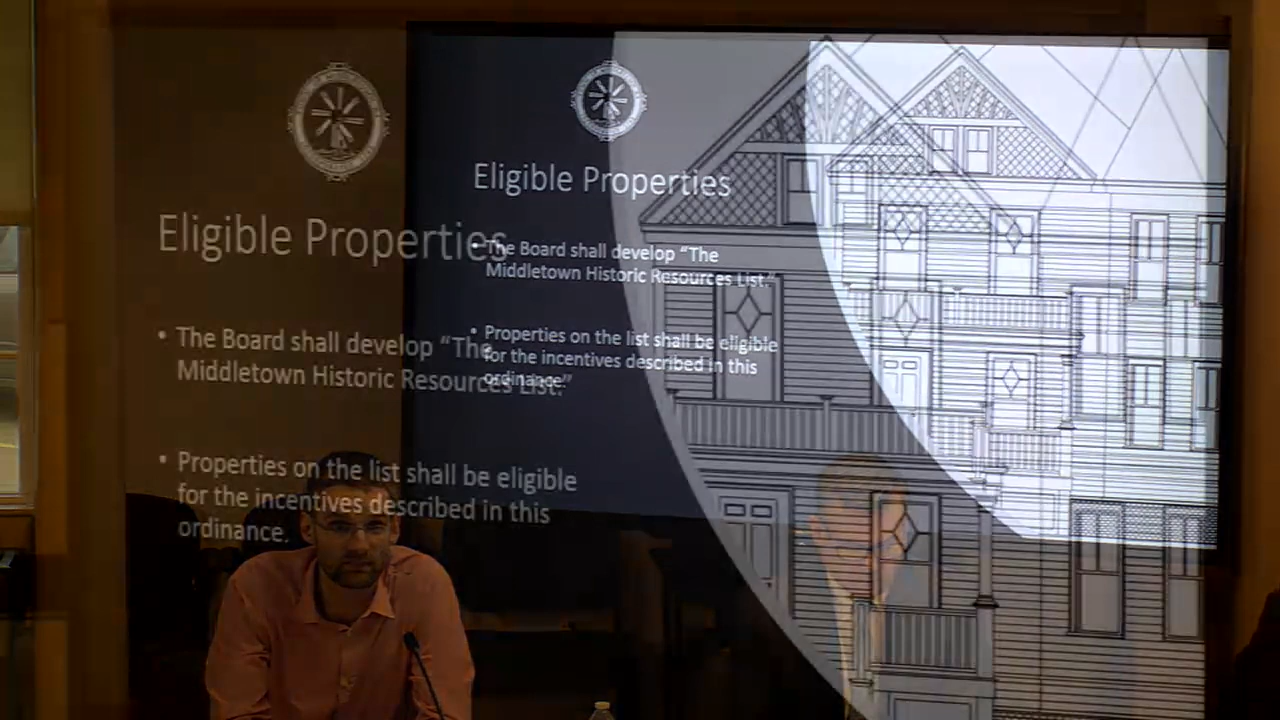 Eligible Properties
• The Board shall develop “The
Middletown Historic Resources List.”
• Properties on the list shall be eligible
for the incentives described in this
ordinance.
Eligible Properties
• The Board shall develop “The
Middletown Historic Resources List.”
• Properties on the list shall be eligible
for the incentives described in this
ordinance.